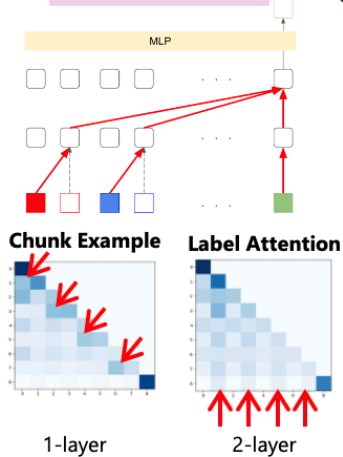 MLP
. . .
. . .
. . .
Chunk Example
Label Attention
1-layer
2-layer